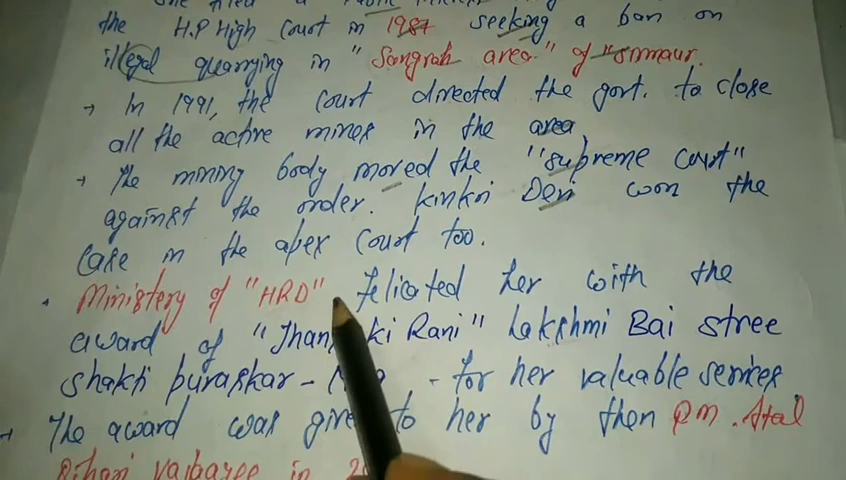 the H.P High Court in 1987 seeking a ban on
illegal quarrying in "Sangrah area" of "Sirmaur.
→ In 1991, the court directed the govt. to close
all the active mines in the area,
→ The mining body moved the "supreme court"
against the order. Kinkri Devi won the
Case in the apex Court too.
Ministery of "HRD" felicated her with the
award of "Jhansi ki Rani" Lakshmi Bai stree
Shakti puraskar - for her valuable services
→ The award was given to her by then P.M. Atal
Bihari Vajpayee in